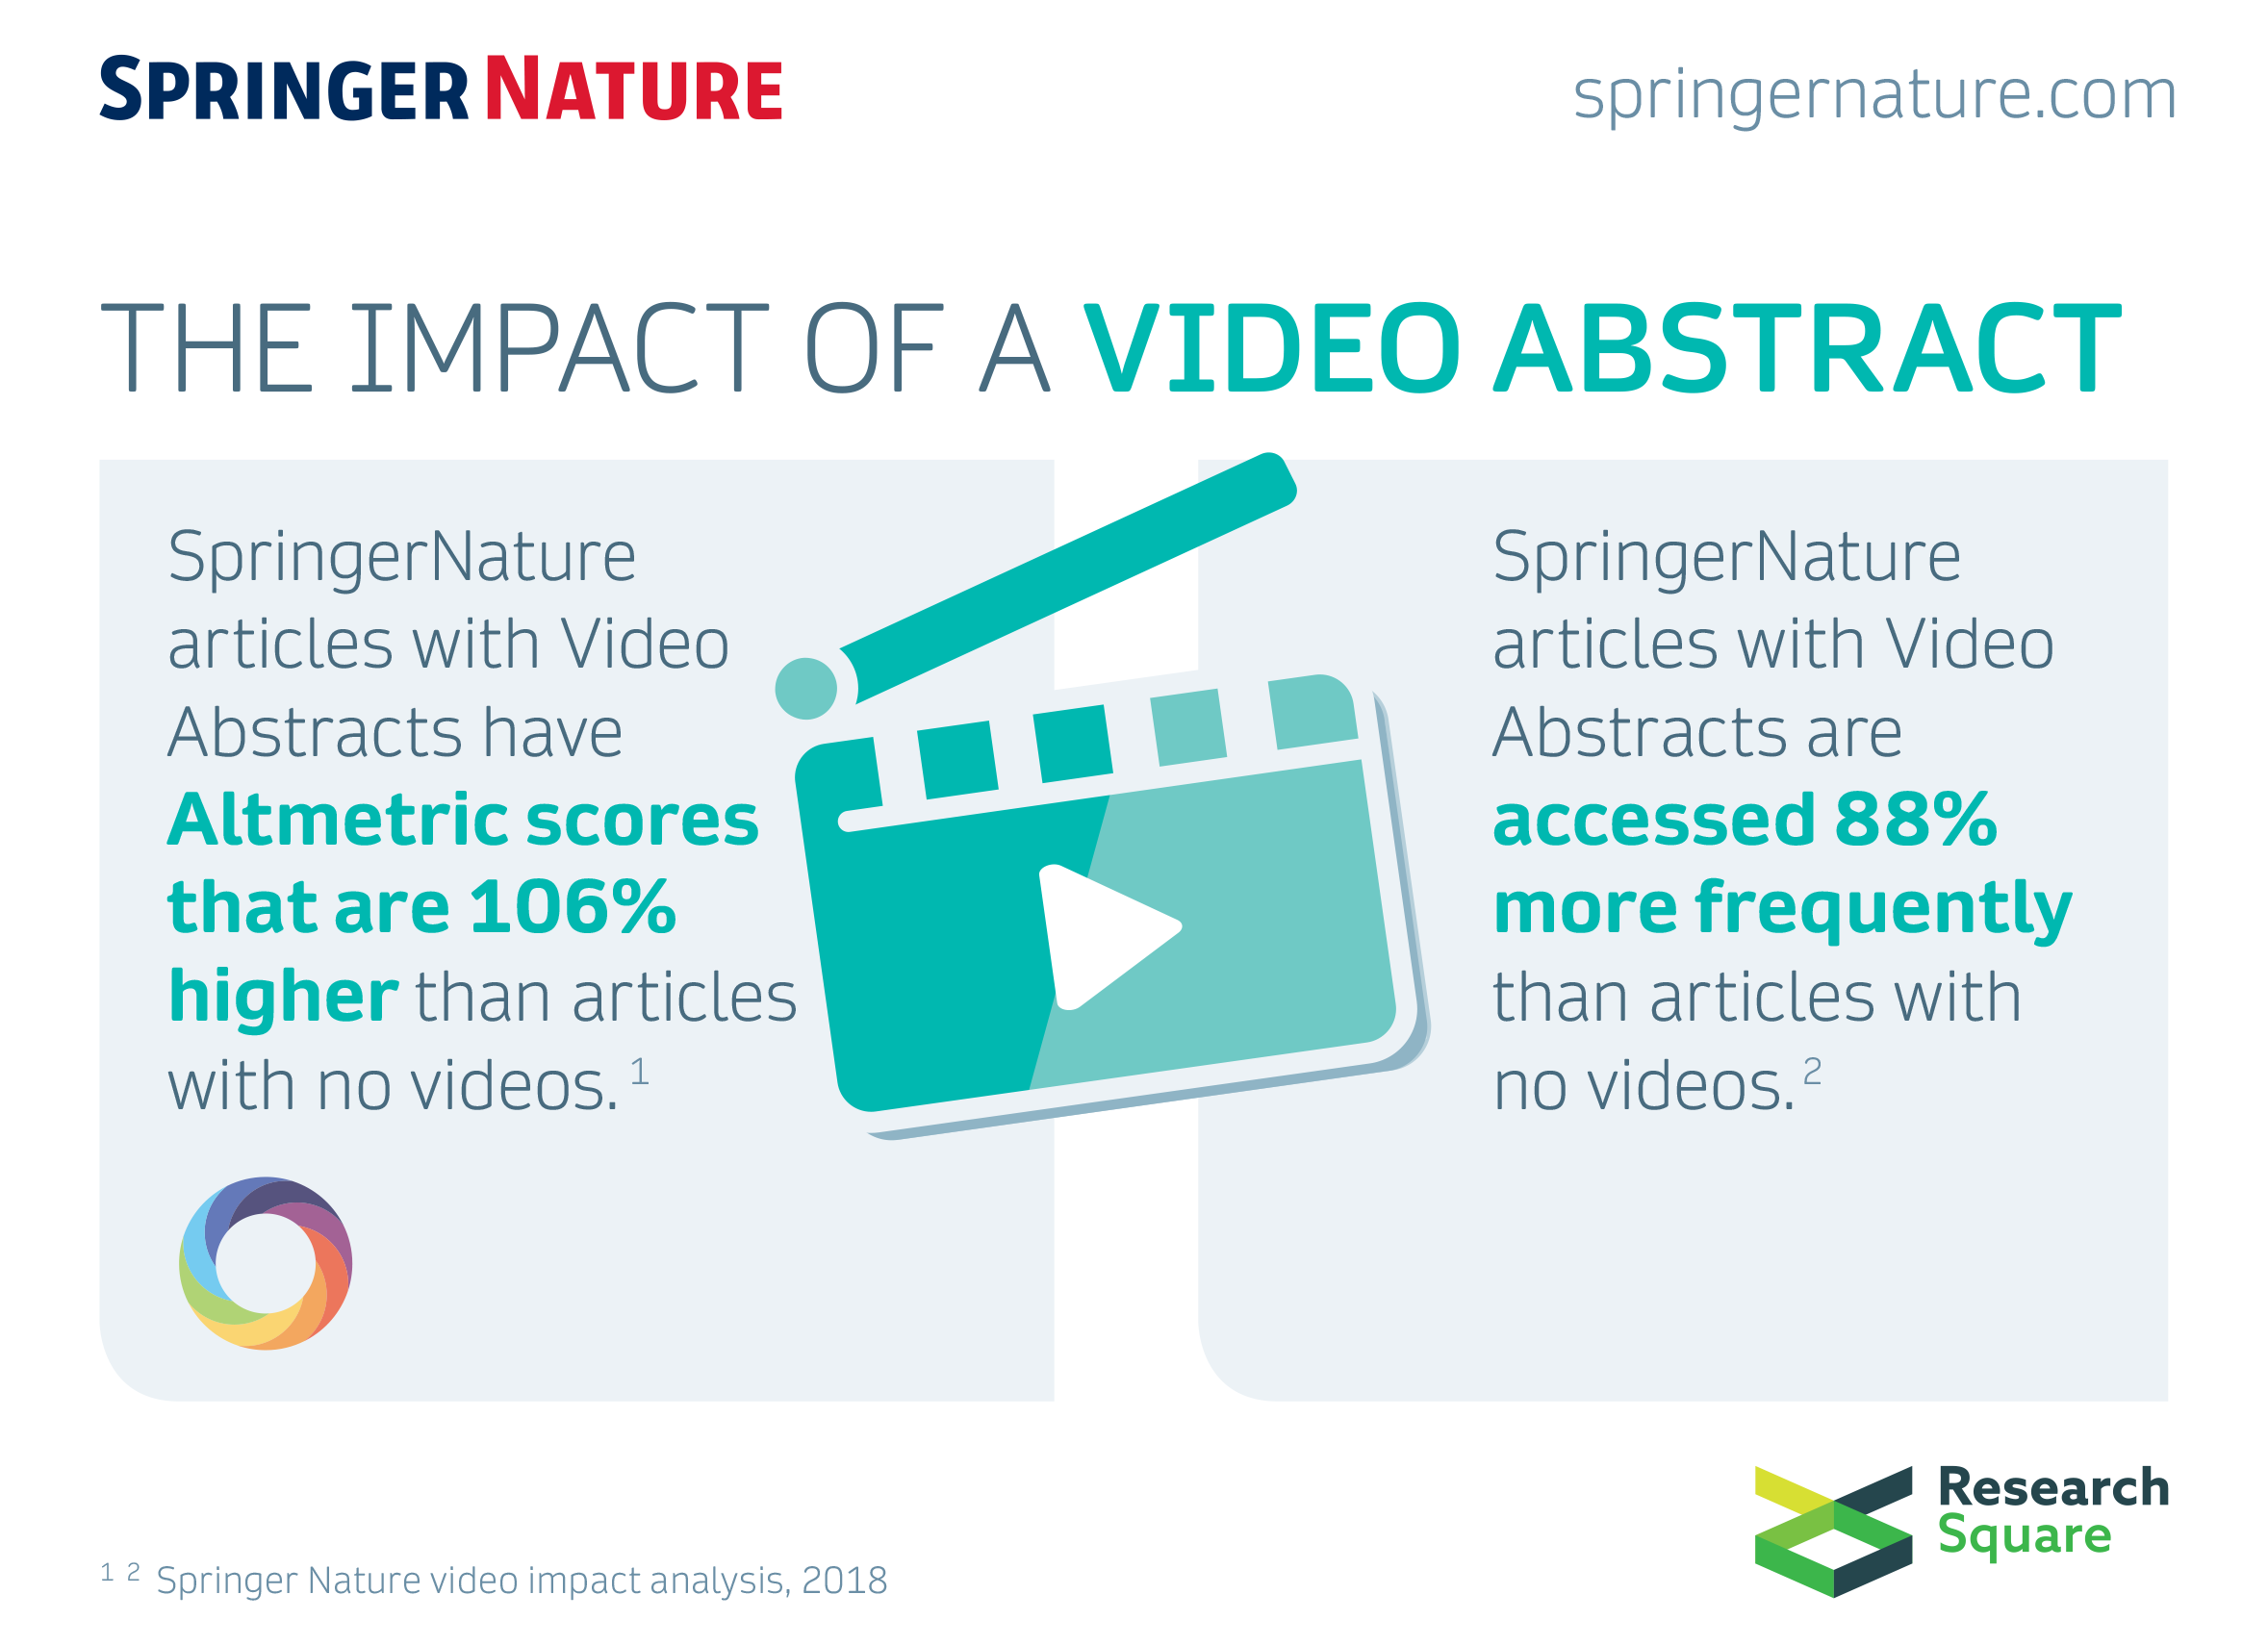 SPRINGER NATURE
springernature.com
THE IMPACT OF A VIDEO ABSTRACT
SpringerNature
articles with Video
Abstracts have
Altmetric scores
that are 106%
higher than articles
with no videos. 1
SpringerNature
articles with Video
Abstracts are
accessed 88%
more frequently
than articles with
no videos. 2
Research
Square
1 2 Springer Nature video impact analysis, 2018